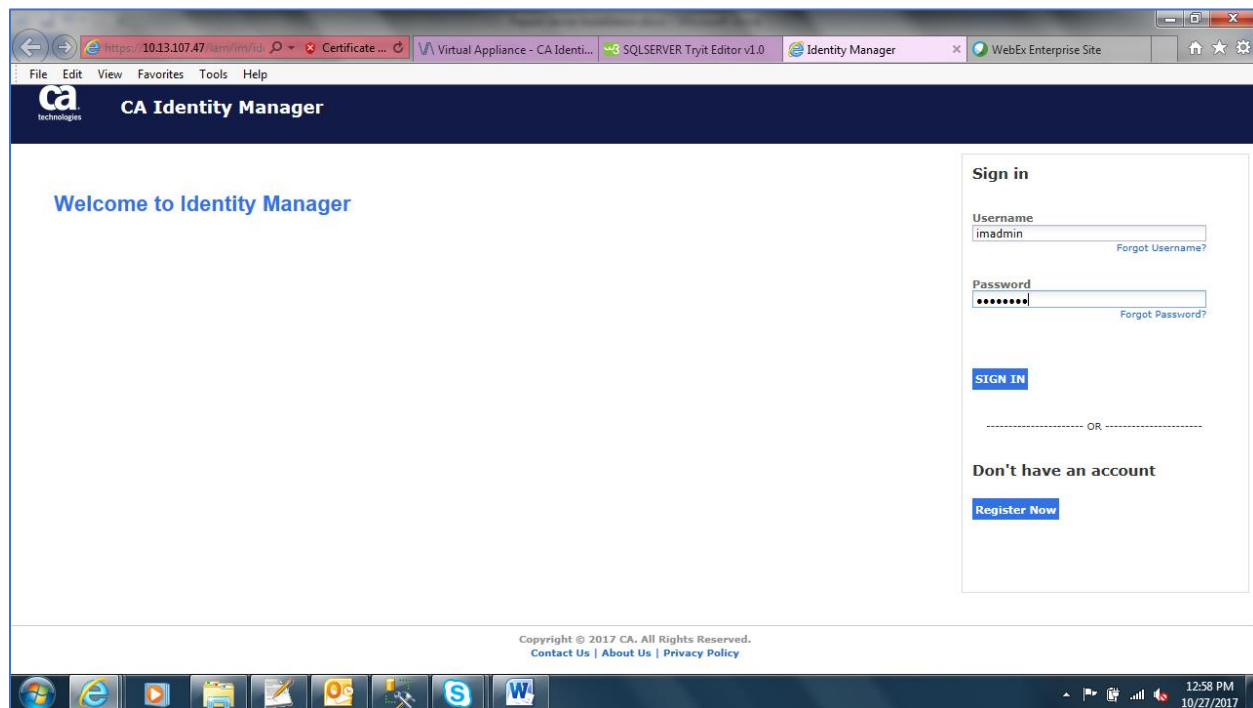 https://10.13.107.47/iam/im/id Certificate ... Virtual Appliance - CA Identi... SQLSERVER Tryit Editor v1.0 Identity Manager WebEx Enterprise Site
File Edit View Favorites Tools Help
ca technologies CA Identity Manager
Sign in
Welcome to Identity Manager
Username
imadmin
Forgot Username?
Password
••••••••
Forgot Password?
SIGN IN
---------------------- OR ----------------------
Don't have an account
Register Now
Copyright © 2017 CA. All Rights Reserved.
Contact Us | About Us | Privacy Policy
12:58 PM
10/27/2017